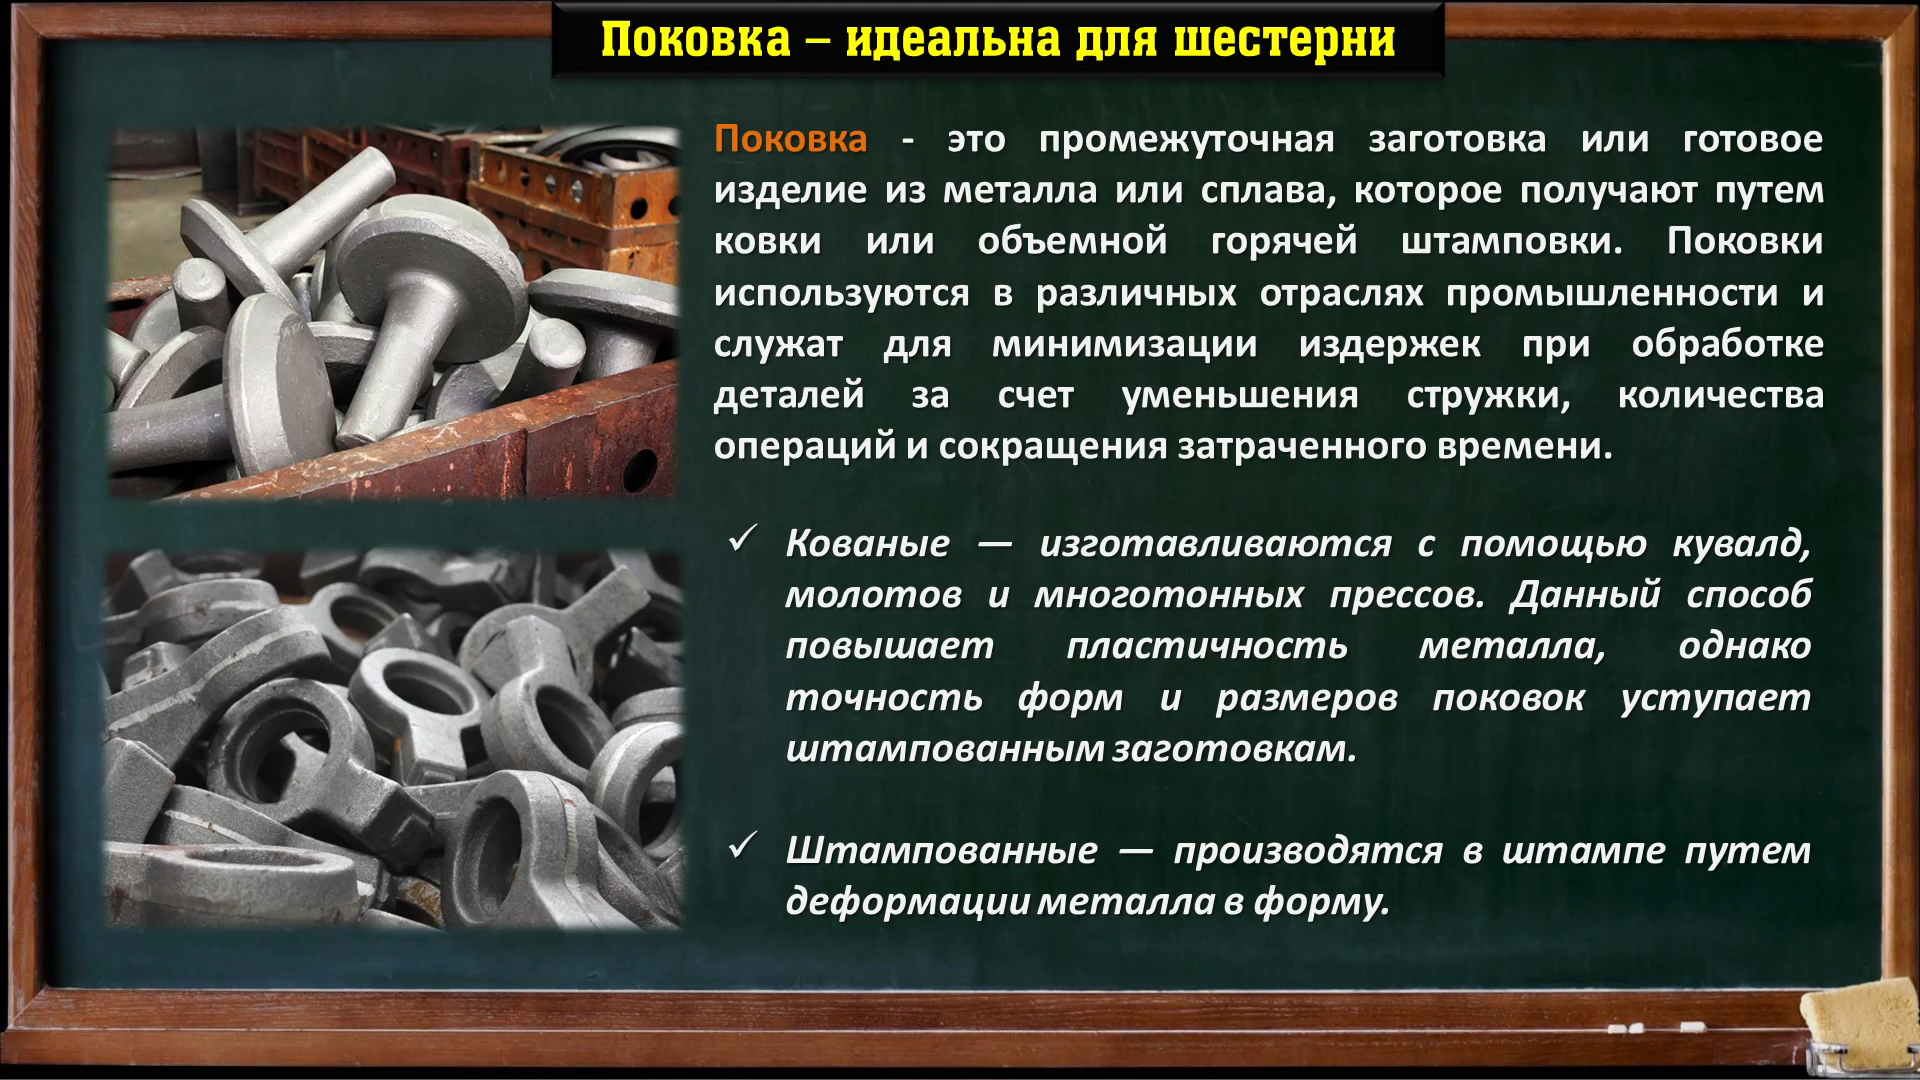 Поковка – идеальна для шестерни
Поковка - это промежуточная заготовка или готовое
изделие из металла или сплава, которое получают путем
ковки или объемной горячей штамповки. Поковки
используются в различных отраслях промышленности и
служат для минимизации издержек при обработке
деталей за счет уменьшения стружки, количества
операций и сокращения затраченного времени.
✓ Кованые — изготавливаются с помощью кувалд,
молотов и многотонных прессов. Данный способ
повышает пластичность металла, однако
точность форм и размеров поковок уступает
штампованным заготовкам.
✓ Штампованные — производятся в штампе путем
деформации металла в форму.